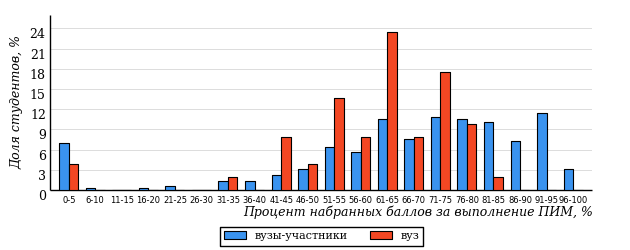 Доля студентов, %
24
21
18
15
12
9
6
3
0
0-5 6-10 11-15 16-20 21-25 26-30 31-35 36-40 41-45 46-50 51-55 56-60 61-65 66-70 71-75 76-80 81-85 86-90 91-95 96-100
Процент набранных баллов за выполнение ПИМ, %
вузы-участники вуз